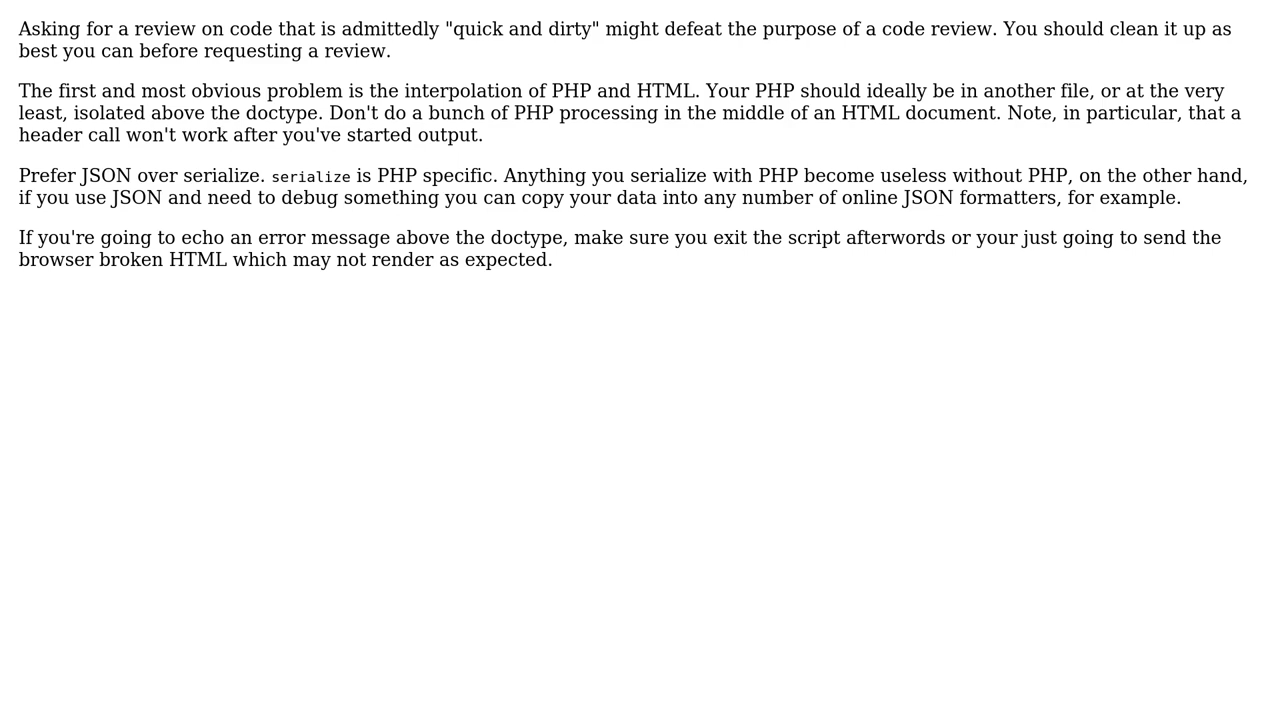 Asking for a review on code that is admittedly "quick and dirty" might defeat the purpose of a code review. You should clean it up as
best you can before requesting a review.
The first and most obvious problem is the interpolation of PHP and HTML. Your PHP should ideally be in another file, or at the very
least, isolated above the doctype. Don't do a bunch of PHP processing in the middle of an HTML document. Note, in particular, that a
header call won't work after you've started output.
Prefer JSON over serialize. serialize is PHP specific. Anything you serialize with PHP become useless without PHP, on the other hand,
if you use JSON and need to debug something you can copy your data into any number of online JSON formatters, for example.
If you're going to echo an error message above the doctype, make sure you exit the script afterwords or your just going to send the
browser broken HTML which may not render as expected.